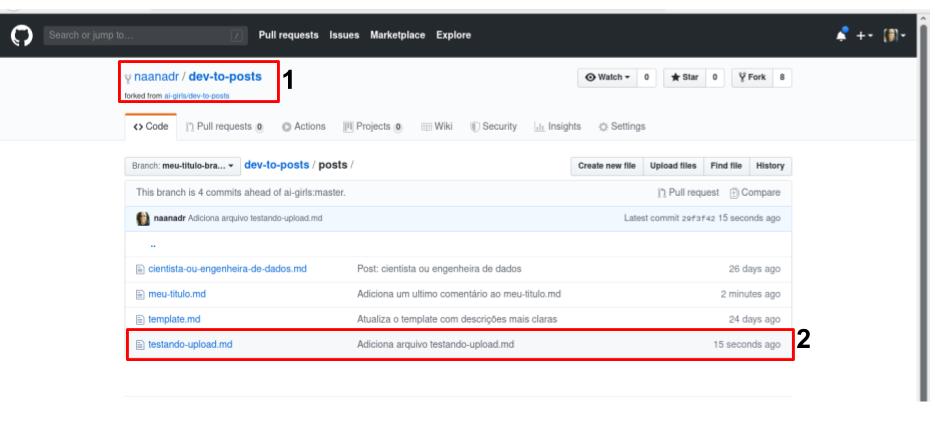 Search or jump to... / Pull requests Issues Marketplace Explore
naanadr / dev-to-posts 1
forked from ai-girls/dev-to-posts
Watch 0 Star 0 Fork 8
Code Pull requests 0 Actions Projects 0 Wiki Security Insights Settings
Branch: meu-titulo-bra... dev-to-posts / posts / Create new file Upload files Find file History
This branch is 4 commits ahead of ai-girls:master. Pull request Compare
naanadr Adiciona arquivo testando-upload.md Latest commit 29f3f42 15 seconds ago
..
cientista-ou-engenheira-de-dados.md Post: cientista ou engenheira de dados 26 days ago
meu-titulo.md Adiciona um ultimo comentário ao meu-titulo.md 2 minutes ago
template.md Atualiza o template com descrições mais claras 24 days ago
testando-upload.md Adiciona arquivo testando-upload.md 15 seconds ago 2